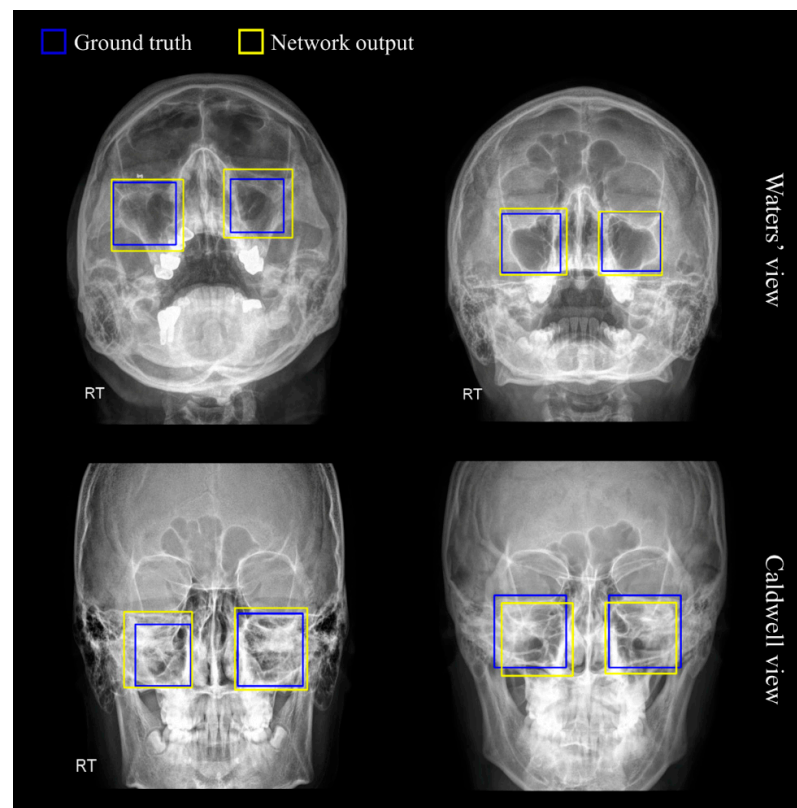 Ground truth
Network output
Waters’ view
RT
RT
Caldwell view
RT